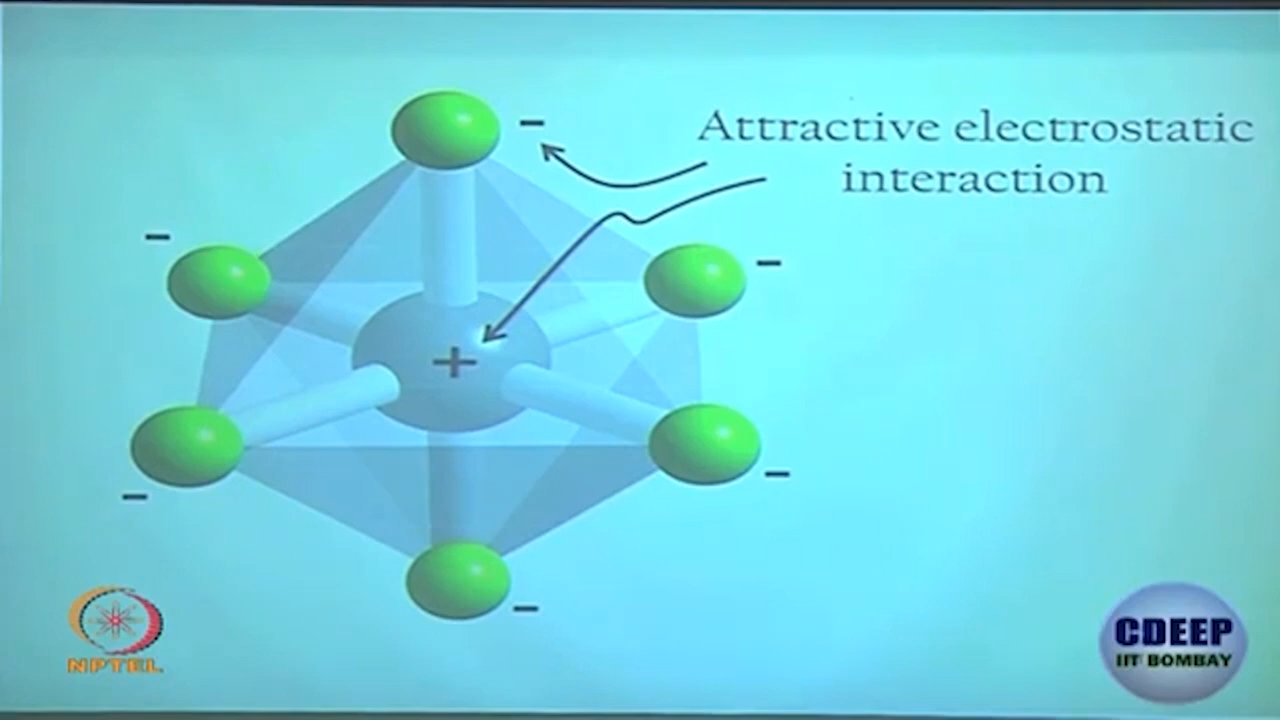 Attractive electrostatic
interaction
−
−
−
+
−
−
−
NPTEL
CDEEP
IIT BOMBAY